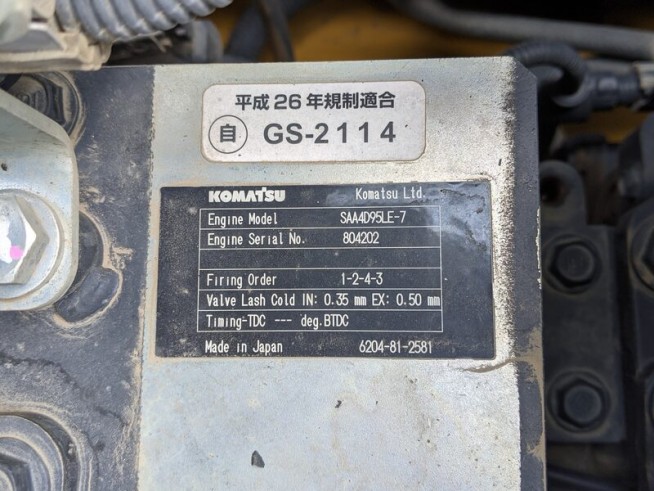 平成26年規制適合
自 GS-2114
KOMATSU Komatsu Ltd.
Engine Model SAA4D95LE-7
Engine Serial No. 804202
Firing Order 1-2-4-3
Valve Lash Cold IN: 0.35 mm EX: 0.50 mm
Timing-TDC --- deg.BTDC
Made in Japan 6204-81-2581